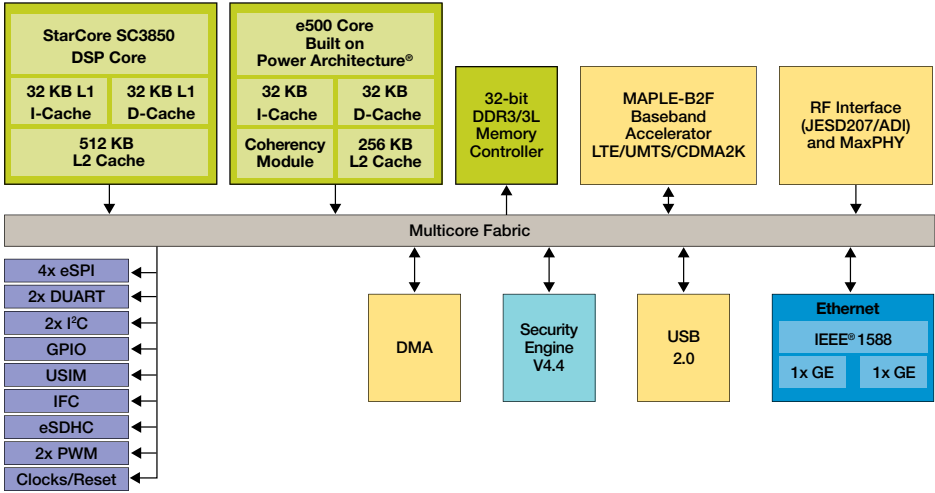 StarCore SC3850
DSP Core
32 KB L1
I-Cache
32 KB L1
D-Cache
512 KB
L2 Cache
e500 Core
Built on
Power Architecture®
32 KB
I-Cache
32 KB
D-Cache
Coherency
Module
256 KB
L2 Cache
32-bit
DDR3/3L
Memory
Controller
MAPLE-B2F
Baseband
Accelerator
LTE/UMTS/CDMA2K
RF Interface
(JESD207/ADI)
and MaxPHY
Multicore Fabric
4x eSPI
2x DUART
2x I²C
GPIO
USIM
IFC
eSDHC
2x PWM
Clocks/Reset
DMA
Security
Engine
V4.4
USB
2.0
Ethernet
IEEE® 1588
1x GE
1x GE